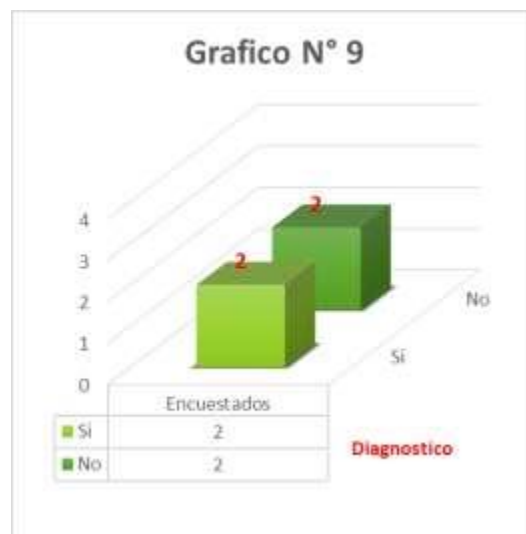 Grafico N° 9
4
3
2
1
0
2
2
No
Si
Encuestados
Si 2
No 2
Diagnostico